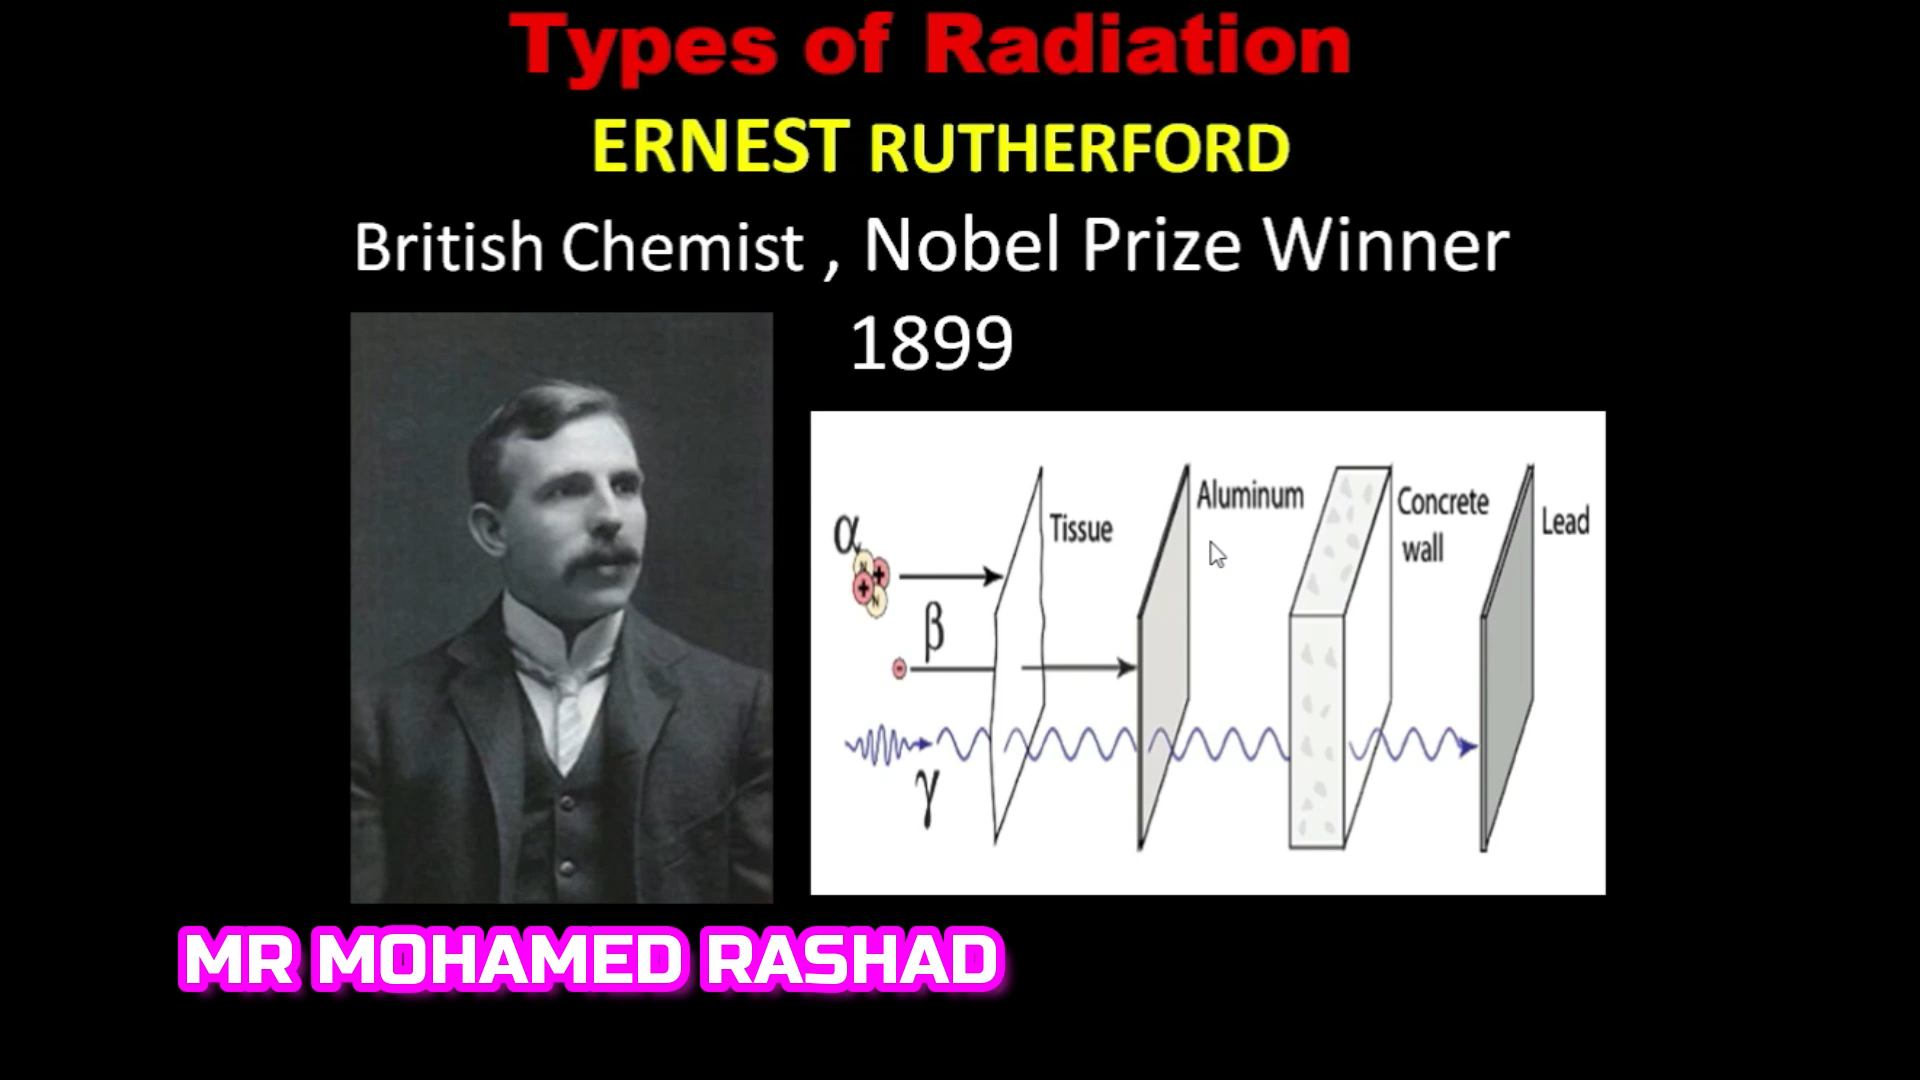 Types of Radiation
ERNEST RUTHERFORD
British Chemist , Nobel Prize Winner
1899
α
N
+
+
N
Tissue
Aluminum
Concrete
wall
Lead
β
-
γ
MR MOHAMED RASHAD